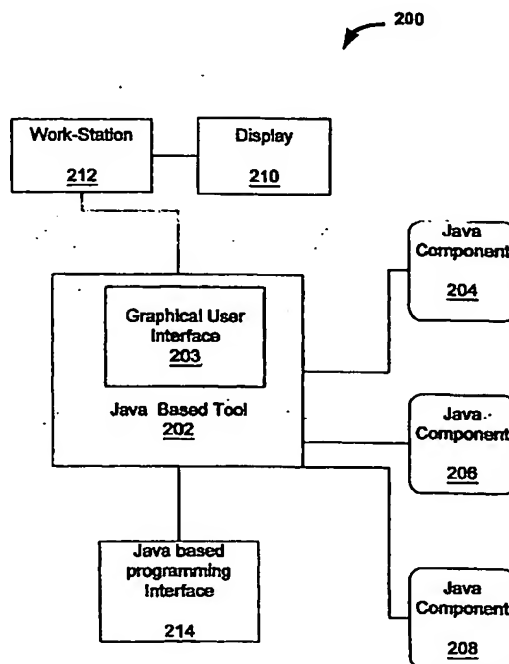 200
Work-Station
212
Display
210
Java
Component
204
Graphical User
Interface
203
Java Based Tool
202
Java
Component
206
Java based
programming
Interface
214
Java
Component
208